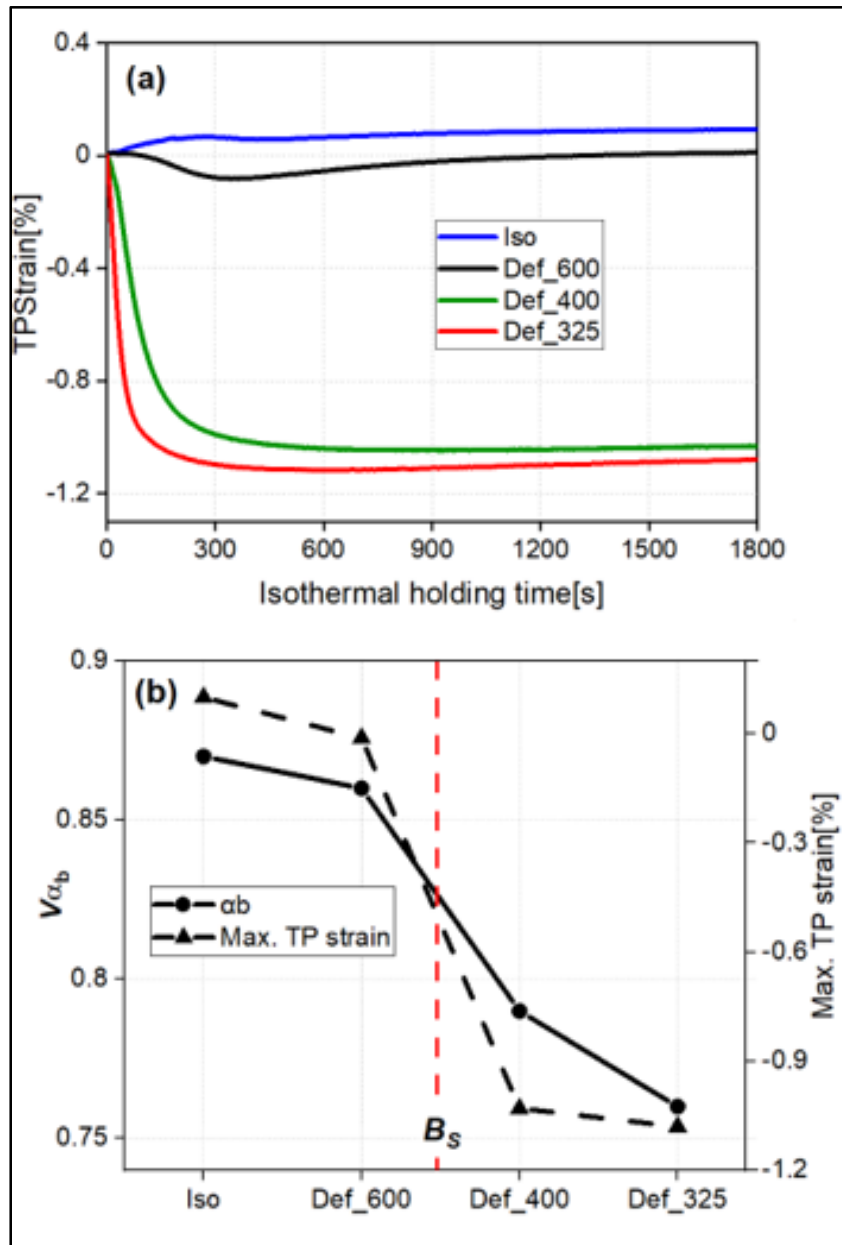 (a)
0.4
0
-0.4
-0.8
-1.2
TPStrain[%]
Iso
Def_600
Def_400
Def_325
0 300 600 900 1200 1500 1800
Isothermal holding time[s]
(b)
0.9
0.85
0.8
0.75
Vαb
αb
Max. TP strain
Bs
0
-0.3
-0.6
-0.9
-1.2
Max. TP strain[%]
Iso Def_600 Def_400 Def_325